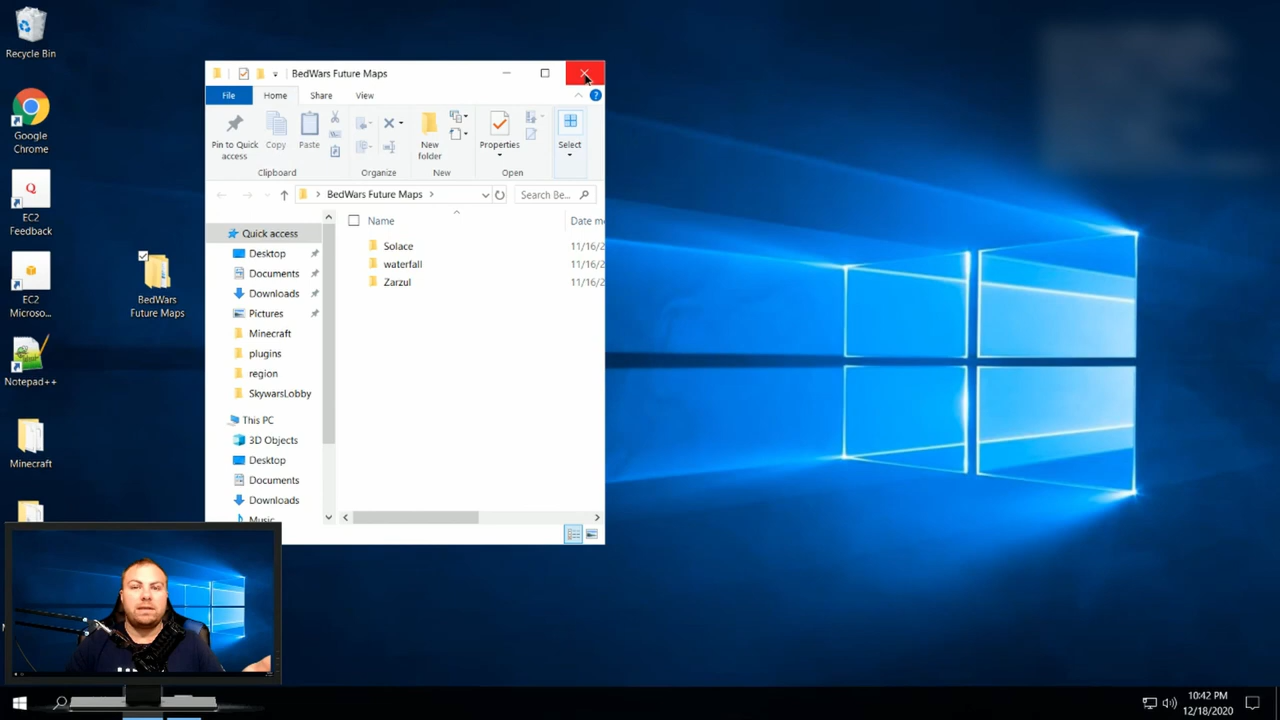 Recycle Bin
Google
Chrome
EC2
Feedback
EC2
Microso...
Notepad++
Minecraft
BedWars
Future Maps
BedWars Future Maps
File
Home
Share
View
Pin to Quick
access
Copy
Paste
Clipboard
Organize
New
folder
New
Properties
Open
Select
BedWars Future Maps
Search Be...
Name
Date m
Solace
11/16/2
waterfall
11/16/2
Zarzul
11/16/2
Quick access
Desktop
Documents
Downloads
Pictures
Minecraft
plugins
region
SkywarsLobby
This PC
3D Objects
Desktop
Documents
Downloads
Music
10:42 PM
12/18/2020